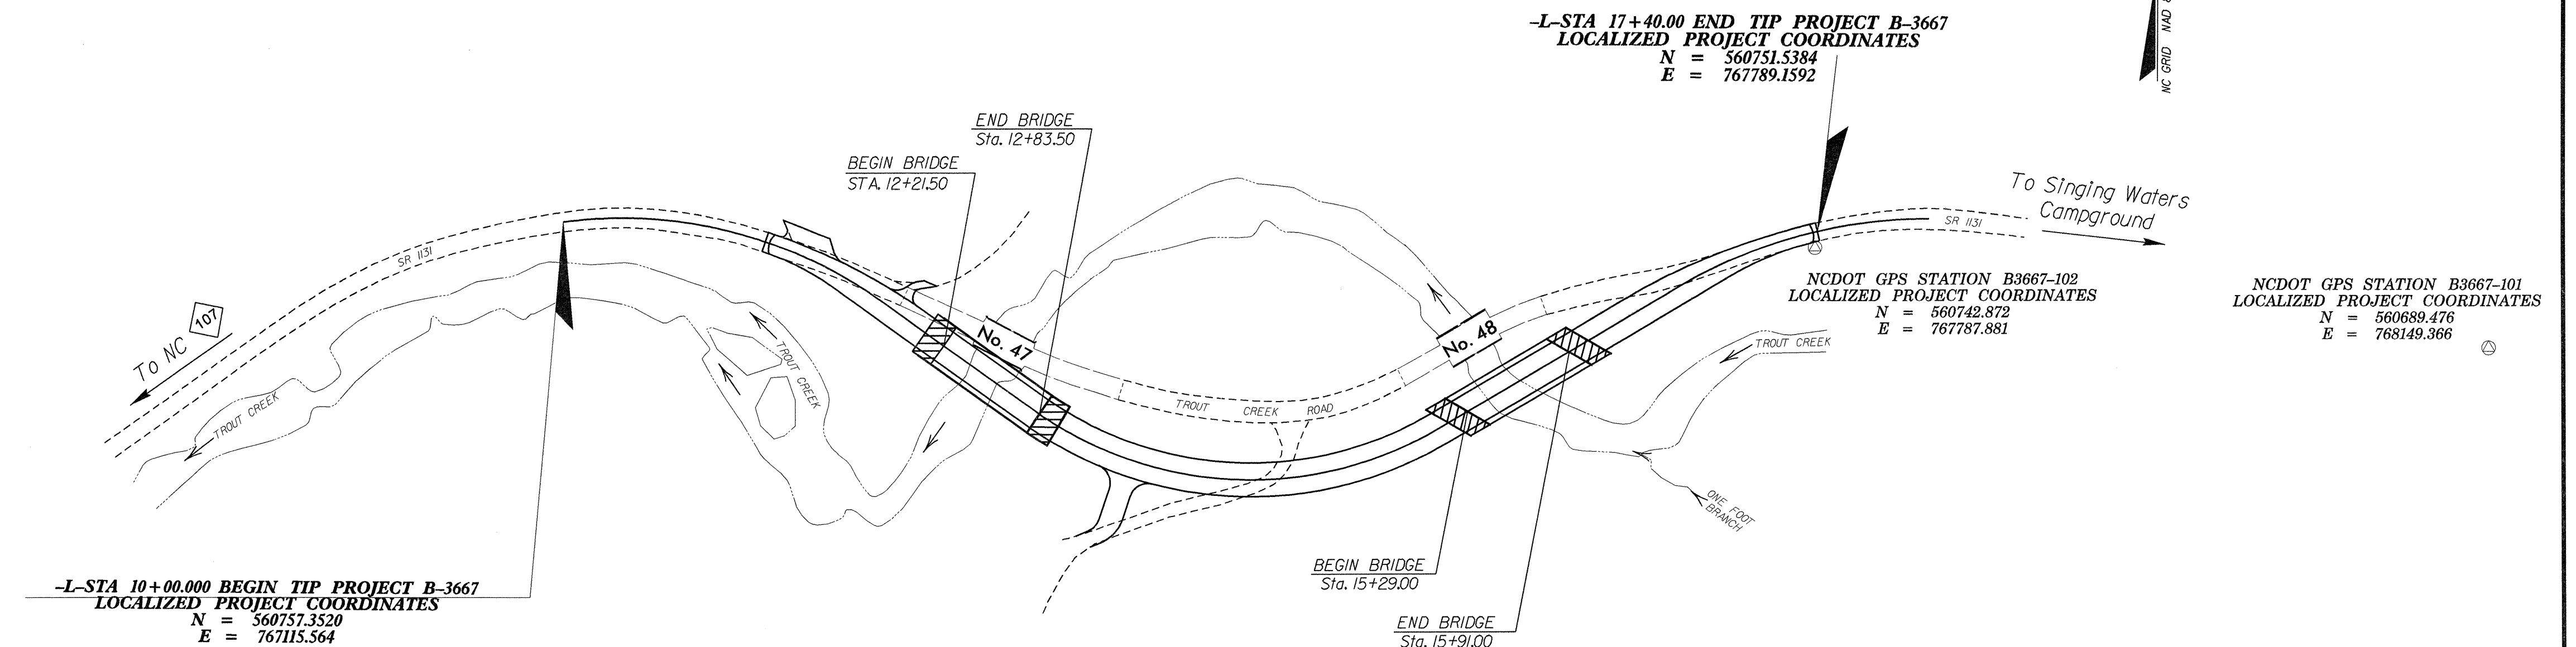 -L-STA 17+40.00 END TIP PROJECT B-3667
LOCALIZED PROJECT COORDINATES
N = 560751.5384
E = 767789.1592
NC GRID NAD
END BRIDGE
Sta. 12+83.50
BEGIN BRIDGE
STA. 12+21.50
To Singing Waters
Campground
SR 1131
SR 1131
NCDOT GPS STATION B3667-102
LOCALIZED PROJECT COORDINATES
N = 560742.872
E = 767787.881
NCDOT GPS STATION B3667-101
LOCALIZED PROJECT COORDINATES
N = 560689.476
E = 768149.366
To NC 107
No. 47
No. 48
TROUT CREEK
TROUT CREEK
TROUT CREEK
TROUT CREEK ROAD
ONE FOOT
BRANCH
BEGIN BRIDGE
Sta. 15+29.00
END BRIDGE
Sta. 15+91.00
-L-STA 10+00.000 BEGIN TIP PROJECT B-3667
LOCALIZED PROJECT COORDINATES
N = 560757.3520
E = 767115.564